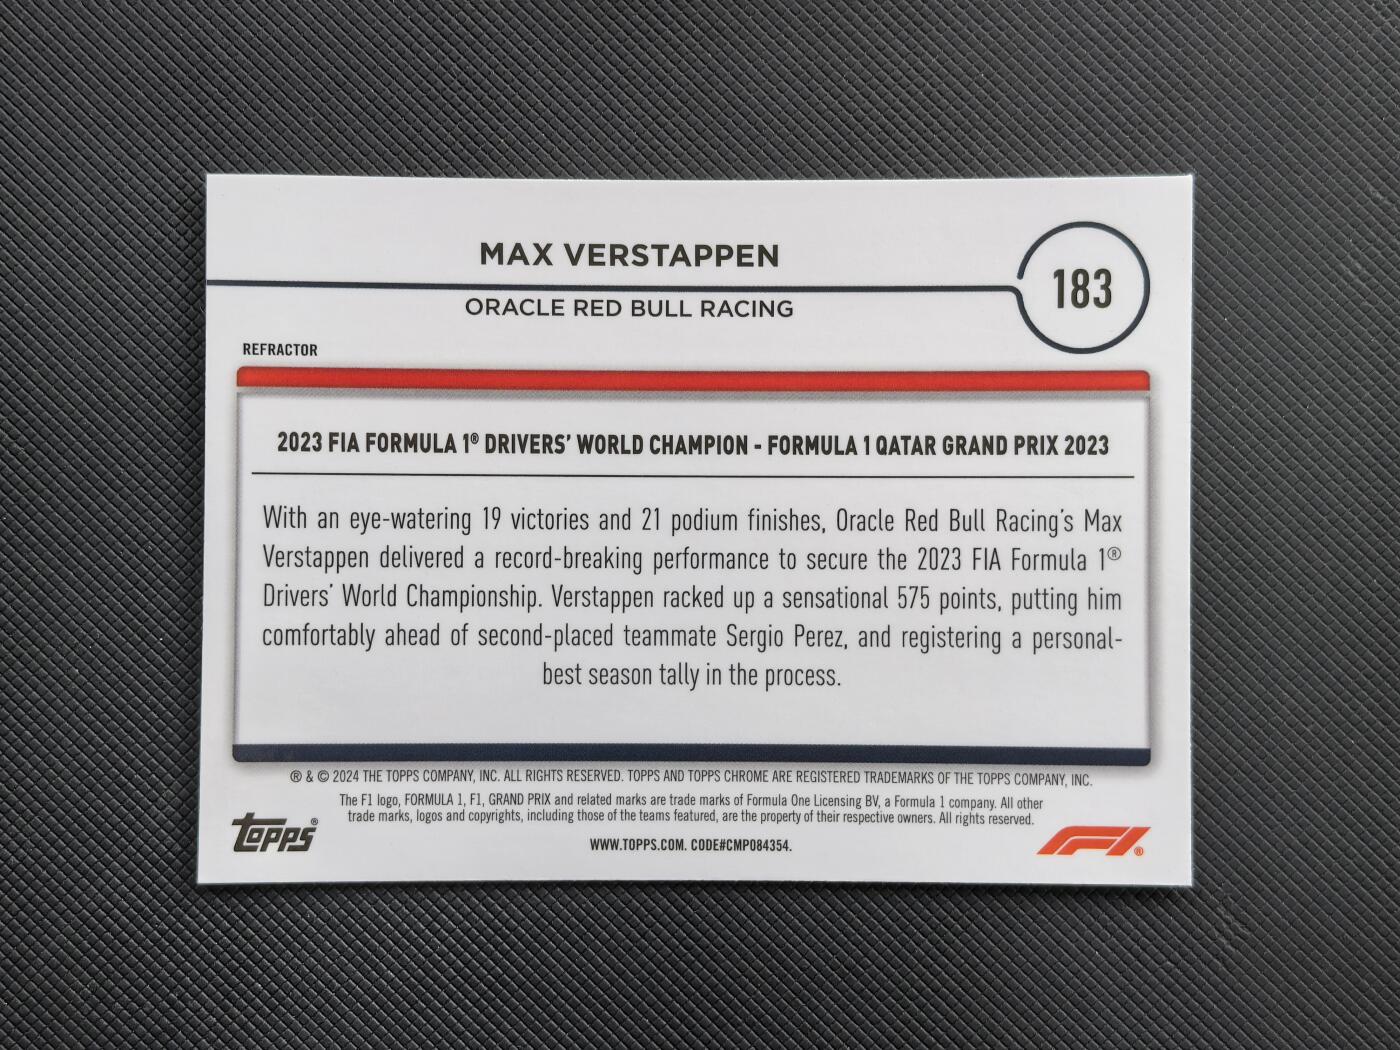 MAX VERSTAPPEN
183
ORACLE RED BULL RACING
REFRACTOR
2023 FIA FORMULA 1® DRIVERS' WORLD CHAMPION - FORMULA 1 QATAR GRAND PRIX 2023
With an eye-watering 19 victories and 21 podium finishes, Oracle Red Bull Racing's Max
Verstappen delivered a record-breaking performance to secure the 2023 FIA Formula 1®
Drivers' World Championship. Verstappen racked up a sensational 575 points, putting him
comfortably ahead of second-placed teammate Sergio Perez, and registering a personal-
best season tally in the process.
® & © 2024 THE TOPPS COMPANY, INC. ALL RIGHTS RESERVED. TOPPS AND TOPPS CHROME ARE REGISTERED TRADEMARKS OF THE TOPPS COMPANY, INC.
The F1 logo, FORMULA 1, F1, GRAND PRIX and related marks are trade marks of Formula One Licensing BV, a Formula 1 company. All other
trade marks, logos and copyrights, including those of the teams featured, are the property of their respective owners. All rights reserved.
WWW.TOPPS.COM. CODE#CMP084354.
topps®
F1®